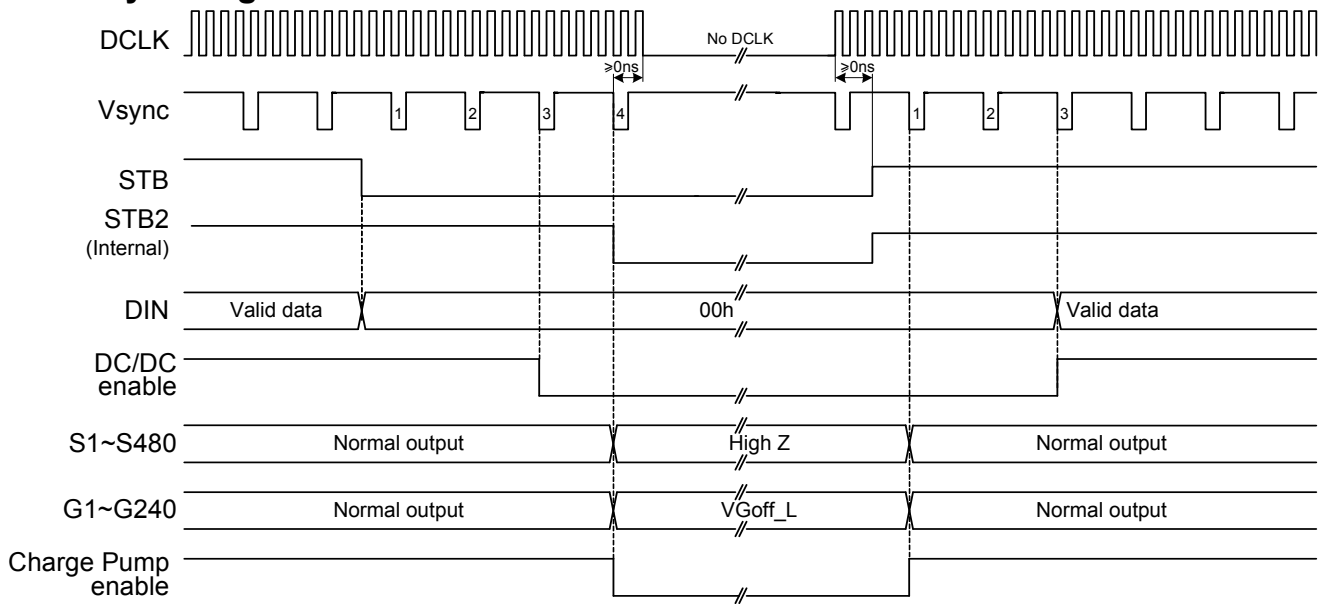 DCLK
No DCLK
≥0ns
≥0ns
Vsync
1
2
3
4
1
2
3
STB
STB2
(Internal)
DIN
Valid data
00h
Valid data
DC/DC
enable
S1~S480
Normal output
High Z
Normal output
G1~G240
Normal output
VGoff_L
Normal output
Charge Pump
enable